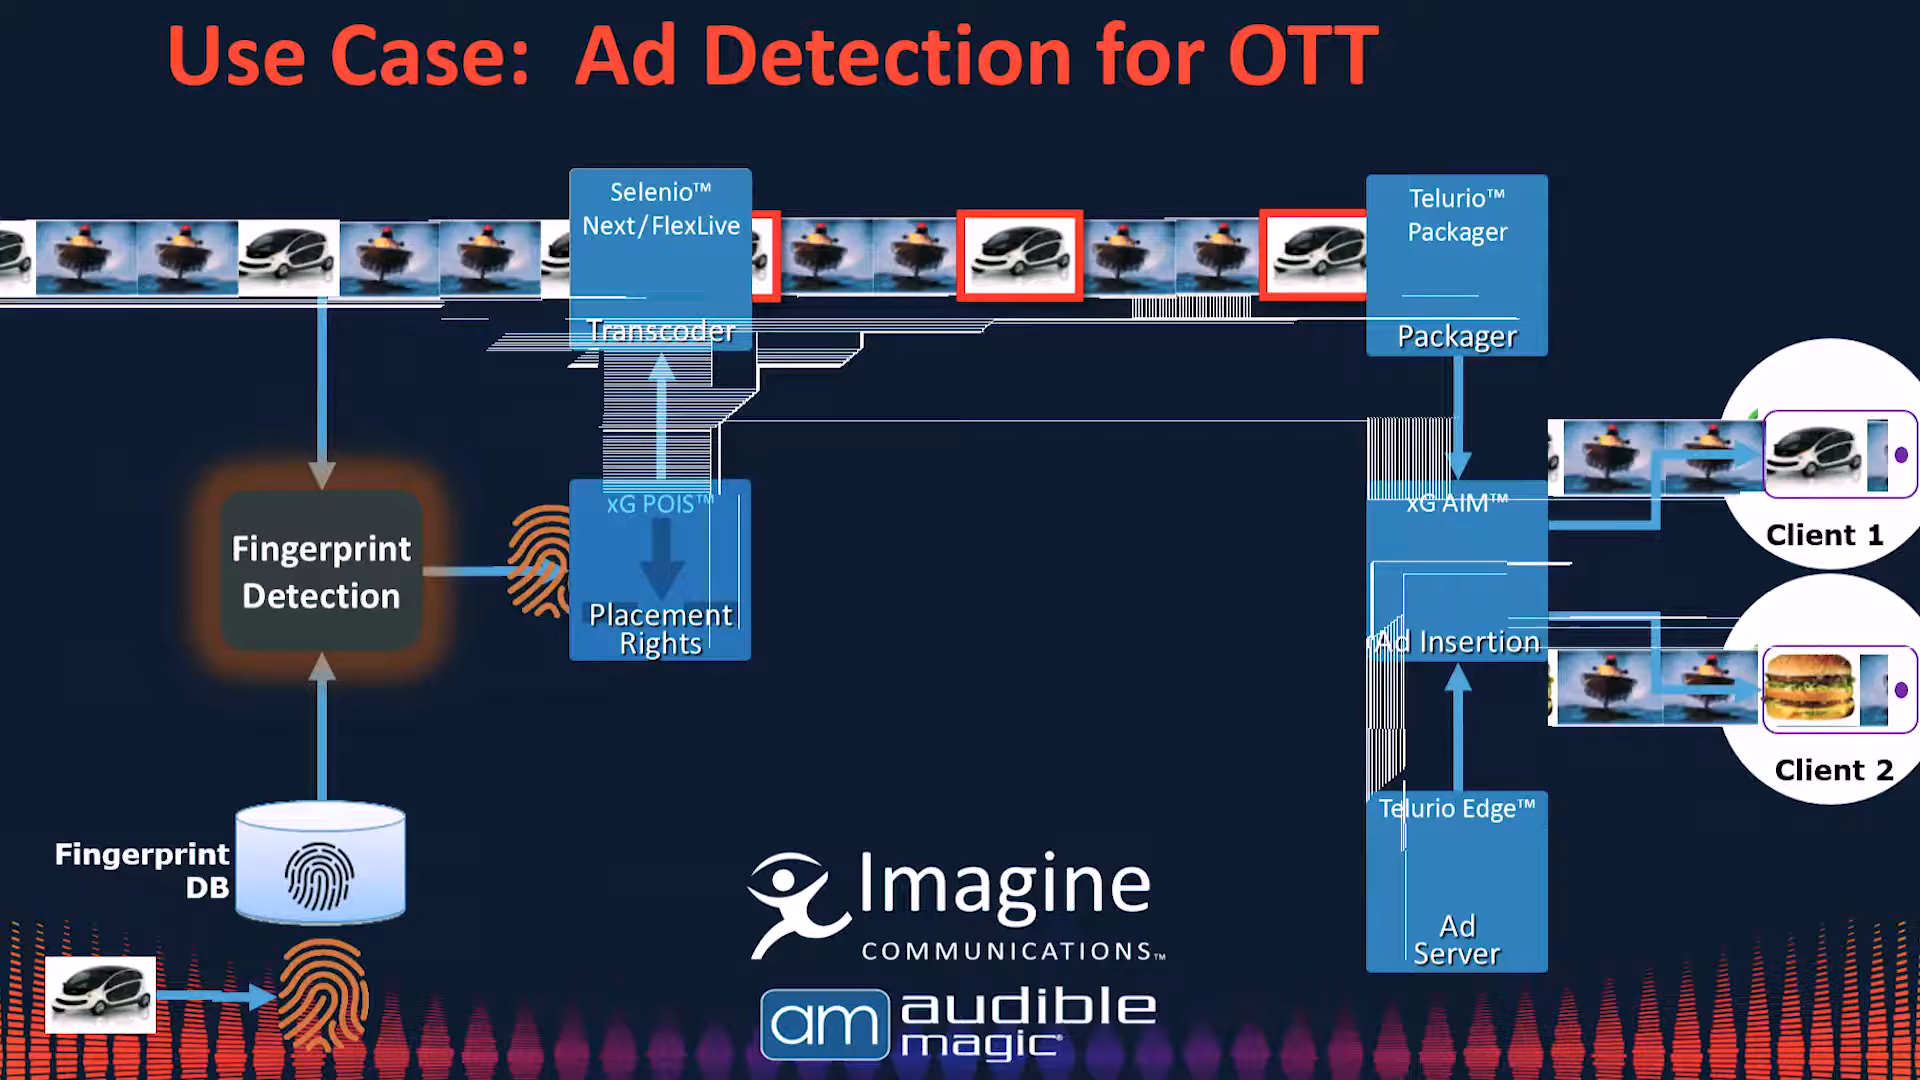 Use Case: Ad Detection for OTT
Selenio™
Next/FlexLive
Transcoder
Telurio™
Packager
Packager
xG POIS™
Placement
Rights
Fingerprint
Detection
xG AIM™
Ad Insertion
Client 1
Client 2
Telurio Edge™
Ad
Server
Fingerprint
DB
Imagine
COMMUNICATIONS™
am audible
magic®